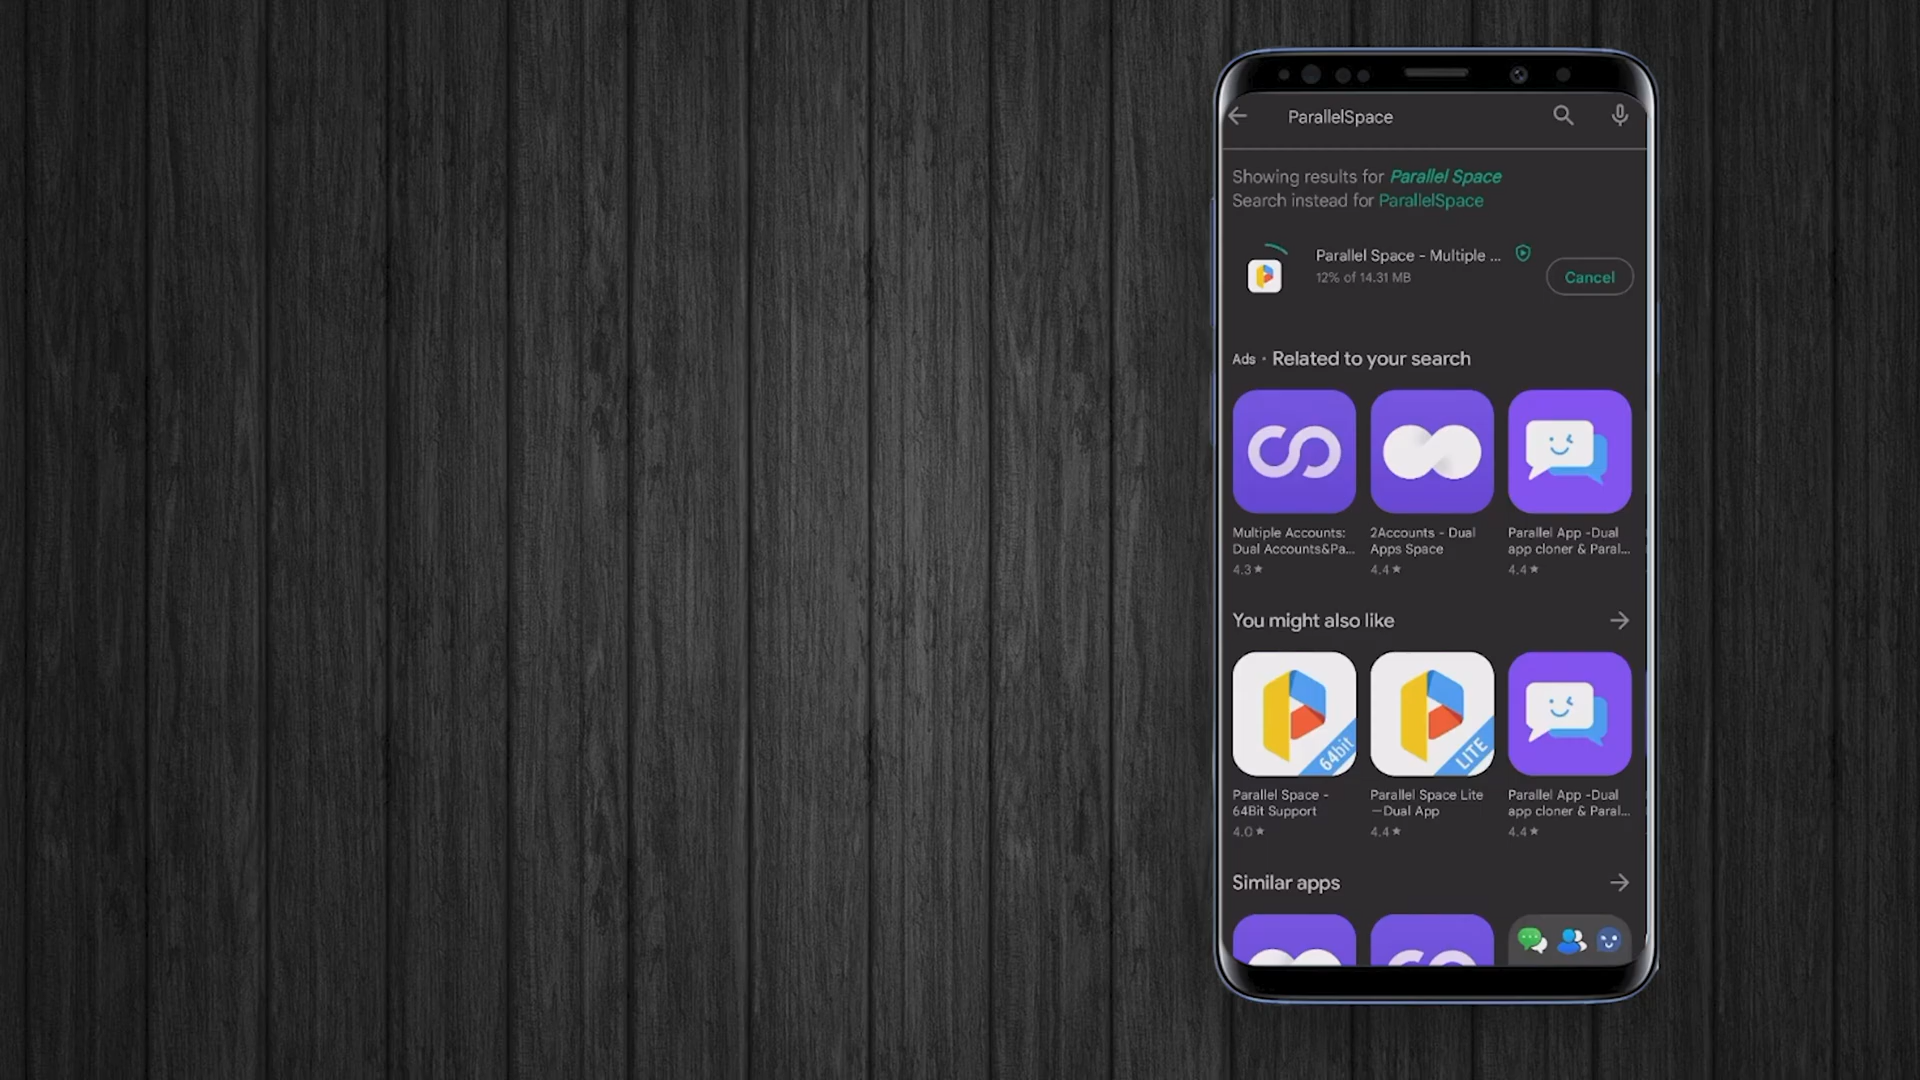 ParallelSpace
Showing results for Parallel Space
Search instead for ParallelSpace
Parallel Space - Multiple ...
12% of 14.31 MB
Cancel
Ads · Related to your search
Multiple Accounts:
Dual Accounts&Pa...
4.3★
2Accounts - Dual
Apps Space
4.4★
Parallel App -Dual
app cloner & Paral...
4.4★
You might also like
64bit
LITE
Parallel Space -
64Bit Support
4.0★
Parallel Space Lite
—Dual App
4.4★
Parallel App -Dual
app cloner & Paral...
4.4★
Similar apps